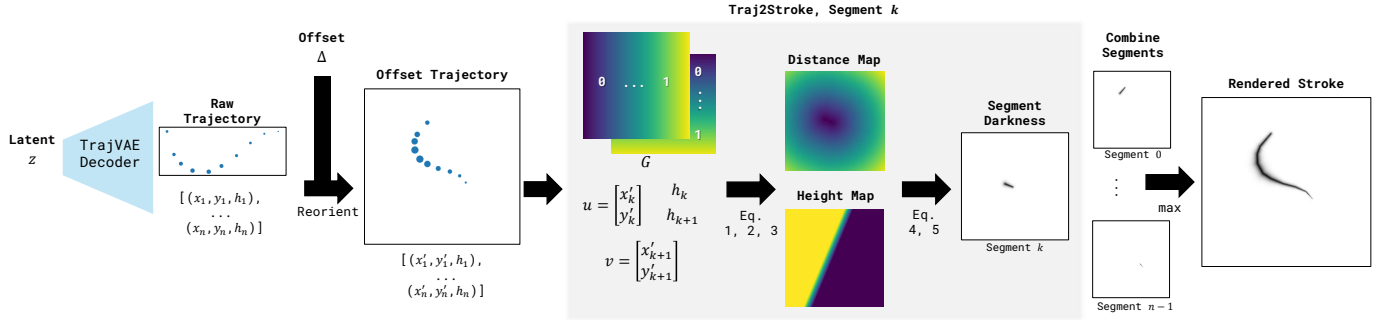 Traj2Stroke, Segment k
Latent
z
TrajVAE
Decoder
Raw
Trajectory
[(x₁, y₁, h₁),
...
(xₙ, yₙ, hₙ)]
Offset
Δ
Reorient
Offset Trajectory
[(x′₁, y′₁, h₁),
...
(x′ₙ, y′ₙ, hₙ)]
0 ... 1
0
⋮
1
G
u = [x′ₖ
y′ₖ]
hₖ
hₖ₊₁
v = [x′ₖ₊₁
y′ₖ₊₁]
Eq.
1, 2, 3
Distance Map
Height Map
Eq.
4, 5
Segment
Darkness
Segment k
Combine
Segments
Segment 0
⋮
Segment n−1
max
Rendered Stroke